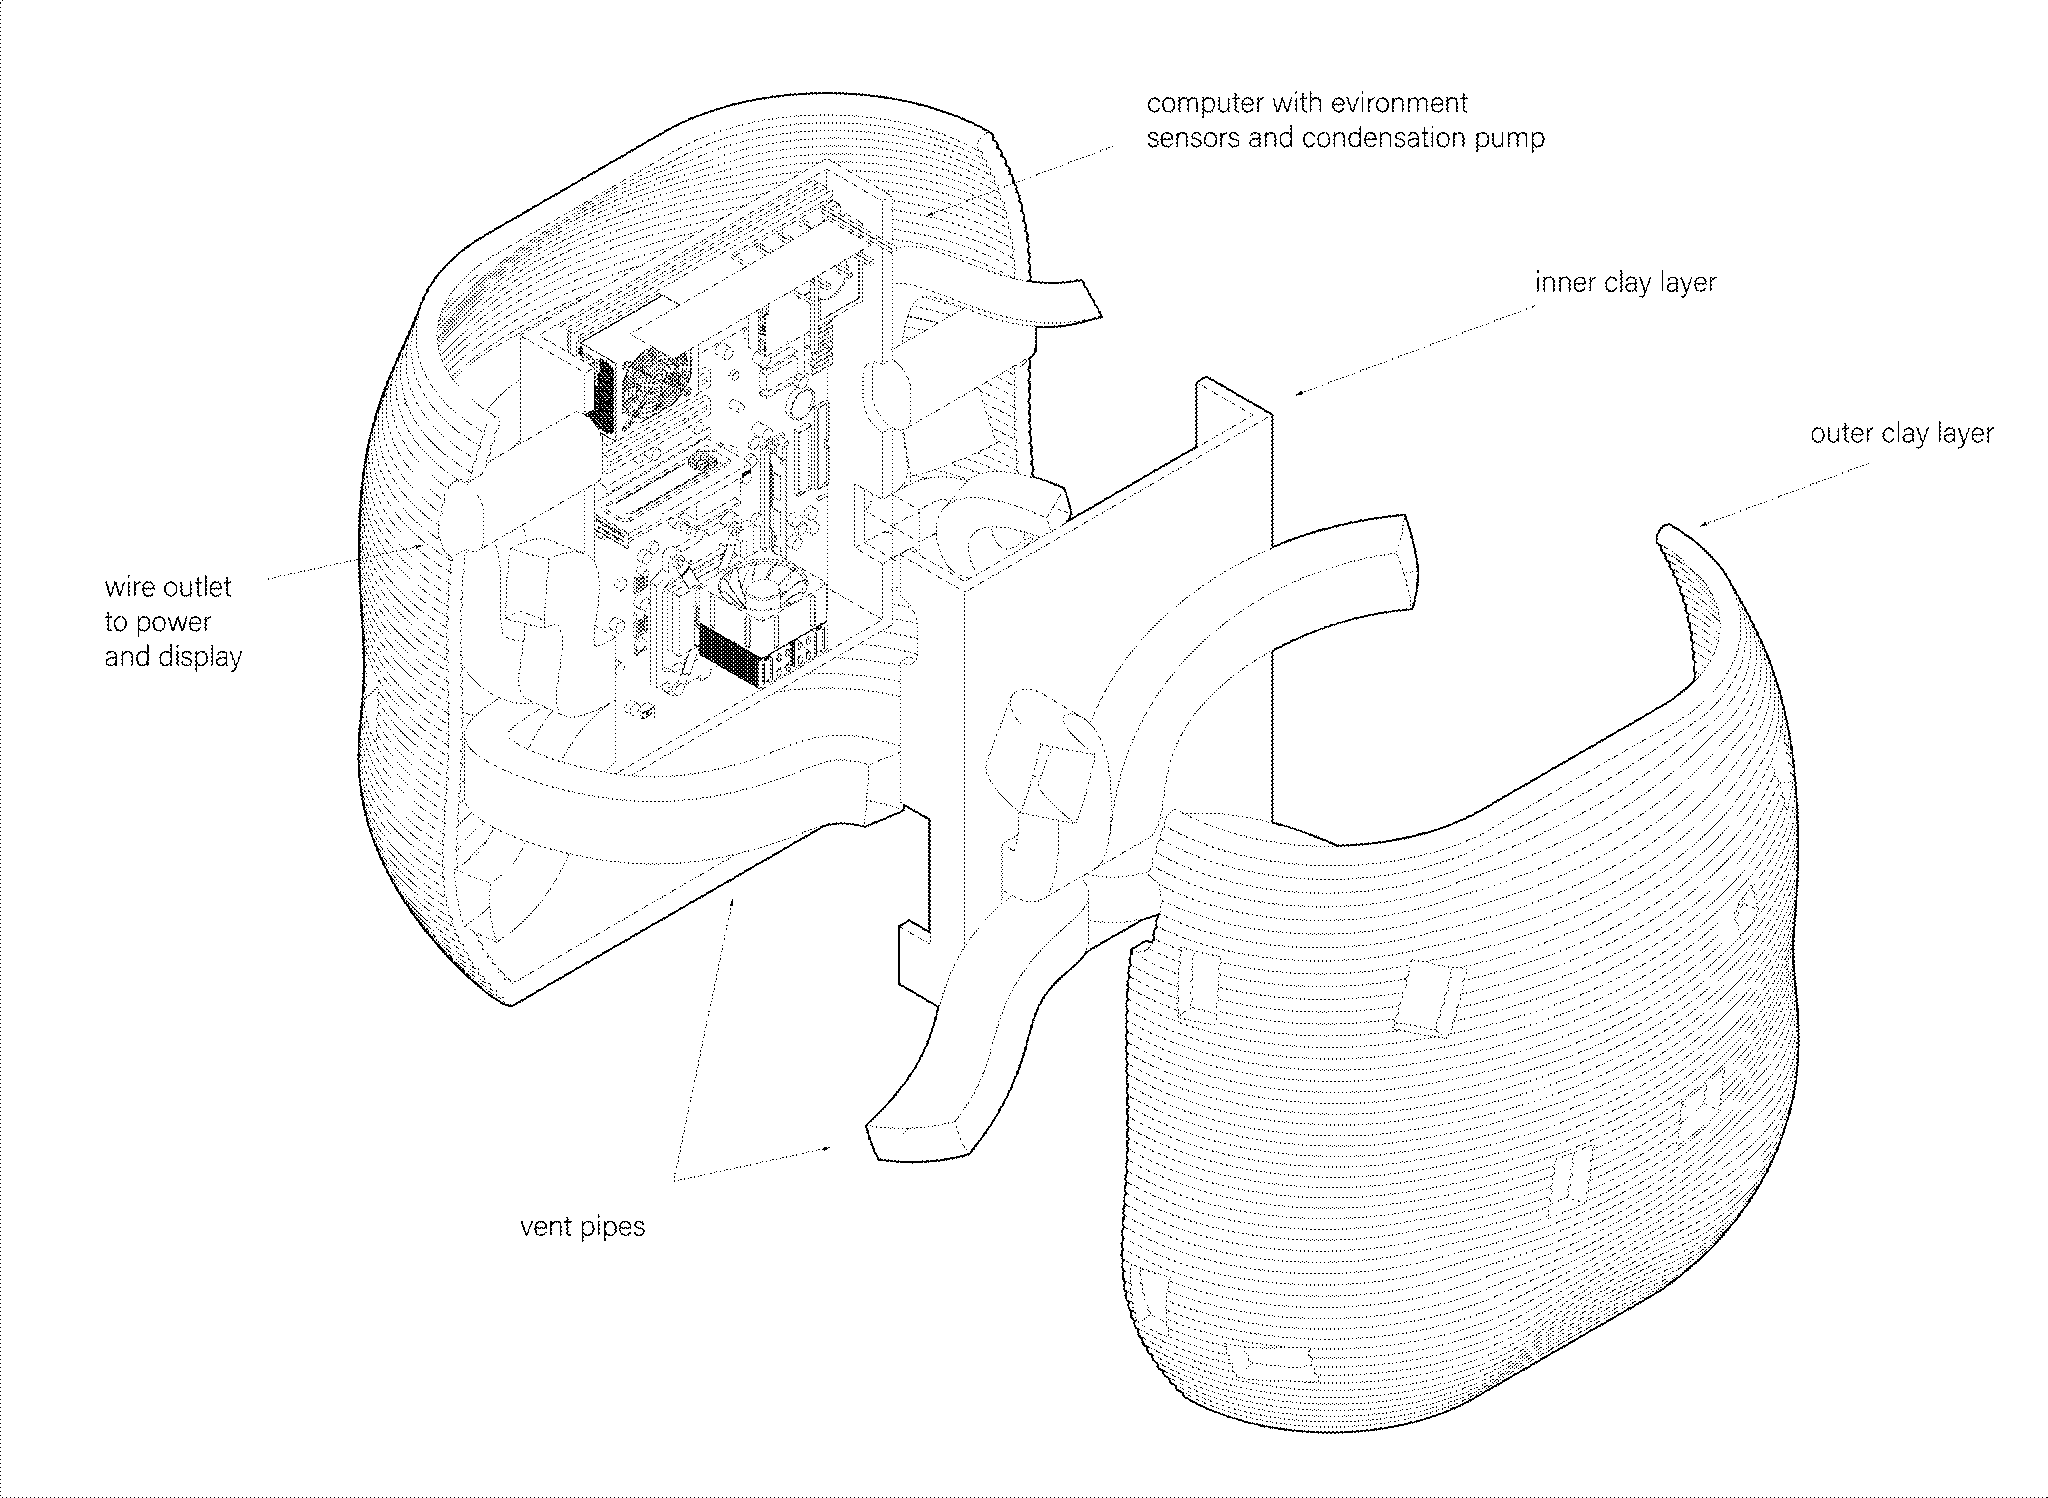 computer with evironment
sensors and condensation pump
inner clay layer
outer clay layer
wire outlet
to power
and display
vent pipes